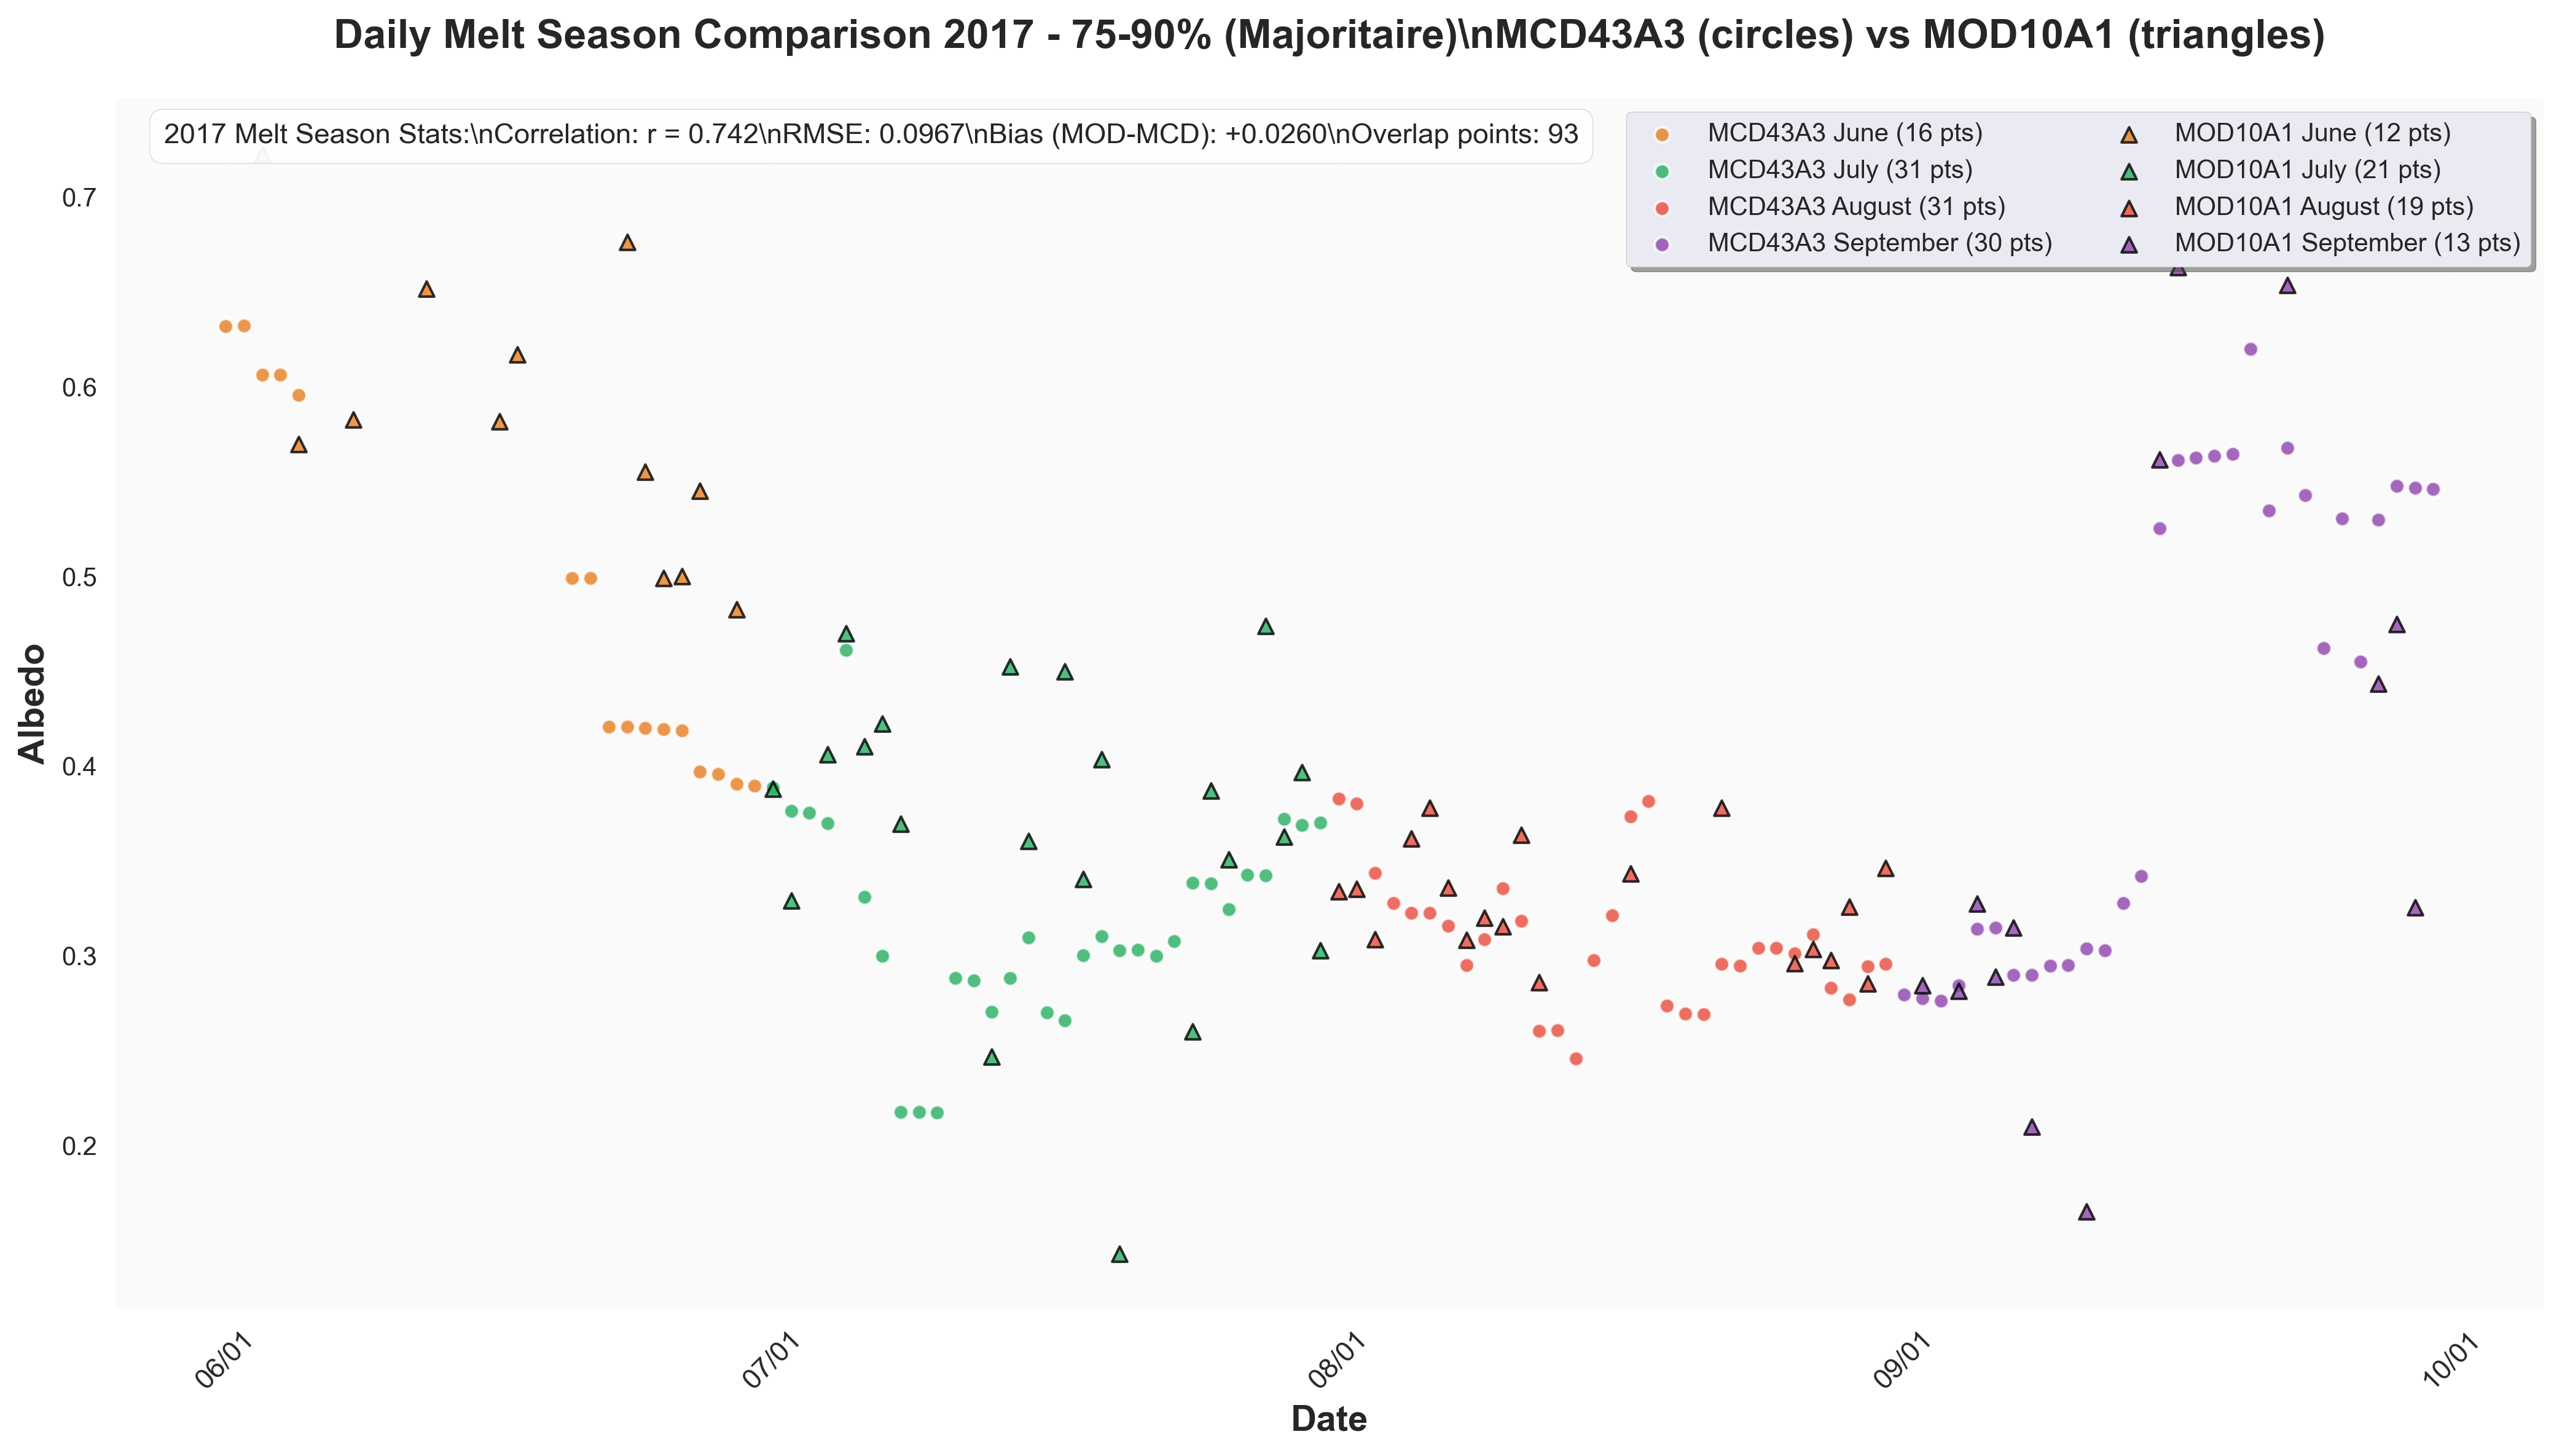 Daily Melt Season Comparison 2017 - 75-90% (Majoritaire)\nMCD43A3 (circles) vs MOD10A1 (triangles)
2017 Melt Season Stats:\nCorrelation: r = 0.742\nRMSE: 0.0967\nBias (MOD-MCD): +0.0260\nOverlap points: 93
MCD43A3 June (16 pts)
MCD43A3 July (31 pts)
MCD43A3 August (31 pts)
MCD43A3 September (30 pts)
MOD10A1 June (12 pts)
MOD10A1 July (21 pts)
MOD10A1 August (19 pts)
MOD10A1 September (13 pts)
Albedo
0.7
0.6
0.5
0.4
0.3
0.2
06/01
07/01
08/01
09/01
10/01
Date